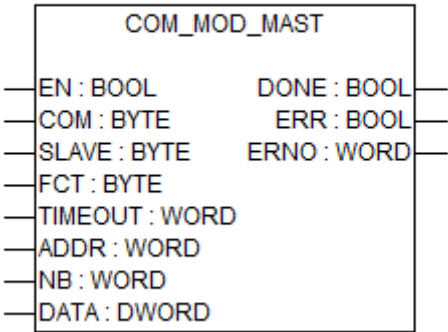 COM_MOD_MAST
EN : BOOL DONE : BOOL
COM : BYTE ERR : BOOL
SLAVE : BYTE ERNO : WORD
FCT : BYTE
TIMEOUT : WORD
ADDR : WORD
NB : WORD
DATA : DWORD